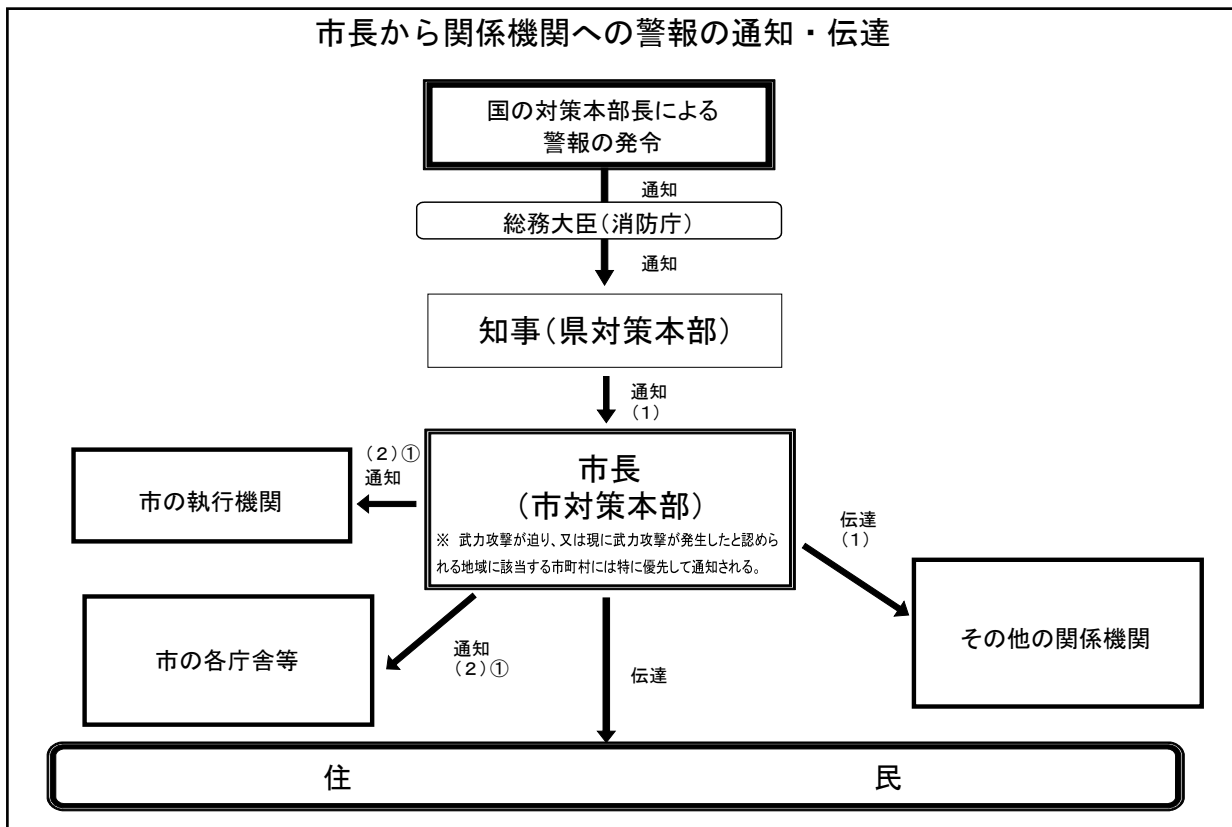 市長から関係機関への警報の通知・伝達
国の対策本部長による
警報の発令
通知
総務大臣(消防庁)
通知
知事(県対策本部)
通知
(1)
(2)①
通知
市の執行機関
市長
(市対策本部)
※ 武力攻撃が迫り、又は現に武力攻撃が発生したと認めら
れる地域に該当する市町村には特に優先して通知される。
伝達
(1)
その他の関係機関
市の各庁舎等
通知
(2)①
伝達
住 民